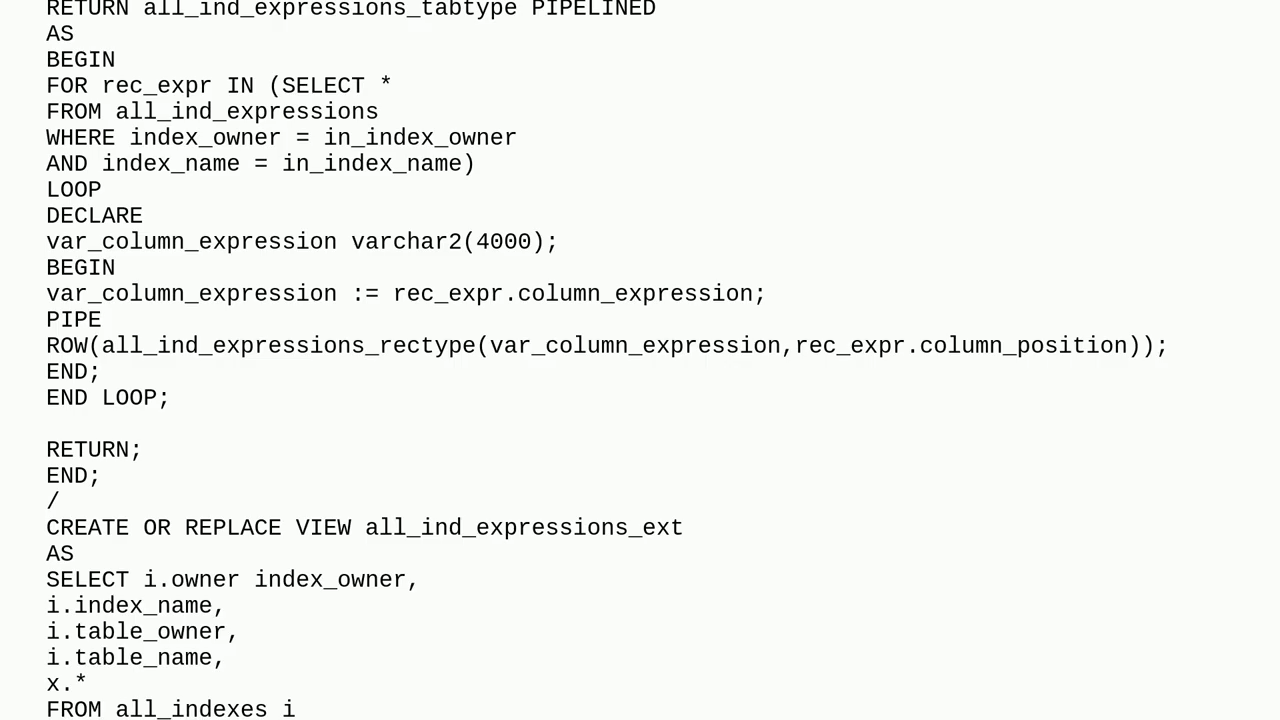 RETURN all_ind_expressions_tabtype PIPELINED
AS
BEGIN
FOR rec_expr IN (SELECT *
FROM all_ind_expressions
WHERE index_owner = in_index_owner
AND index_name = in_index_name)
LOOP
DECLARE
var_column_expression varchar2(4000);
BEGIN
var_column_expression := rec_expr.column_expression;
PIPE
ROW(all_ind_expressions_rectype(var_column_expression,rec_expr.column_position));
END;
END LOOP;
RETURN;
END;
/
CREATE OR REPLACE VIEW all_ind_expressions_ext
AS
SELECT i.owner index_owner,
i.index_name,
i.table_owner,
i.table_name,
x.*
FROM all_indexes i